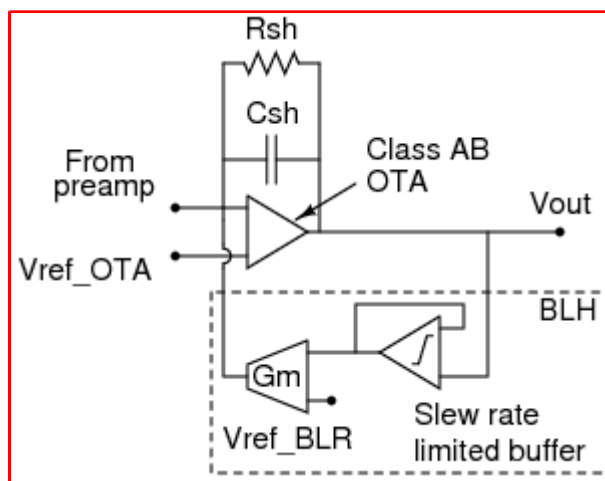 Rsh
Csh
From
preamp
Class AB
OTA
Vout
Vref_OTA
BLH
Gm
Vref_BLR
Slew rate
limited buffer